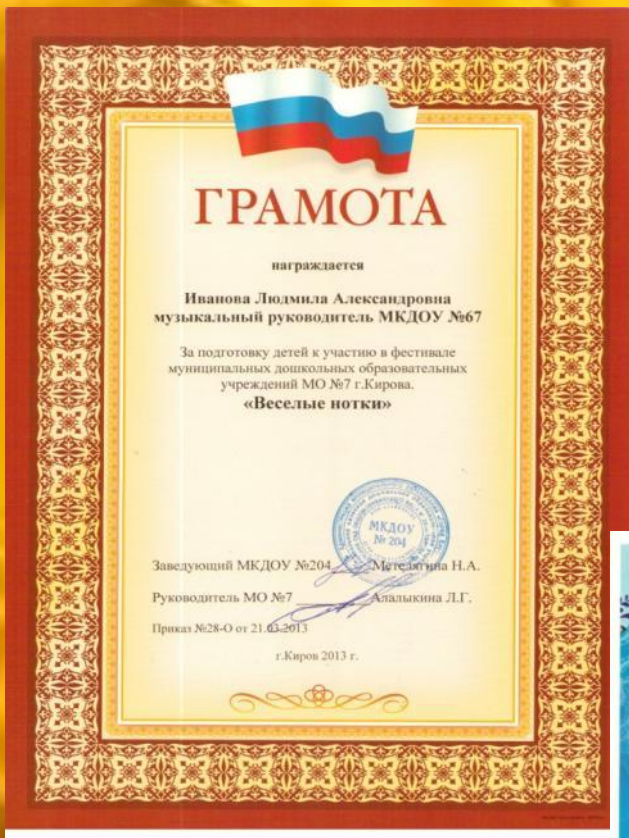 ГРАМОТА
награждается
Иванова Людмила Александровна
музыкальный руководитель МКДОУ №67
За подготовку детей к участию в фестивале
муниципальных дошкольных образовательных
учреждений МО №7 г.Кирова.
«Веселые нотки»
МКДОУ
№ 204
Заведующий МКДОУ №204 Метелягина Н.А.
Руководитель МО №7 Алалыкина Л.Г.
Приказ №28-О от 21.03.2013
г.Киров 2013 г.